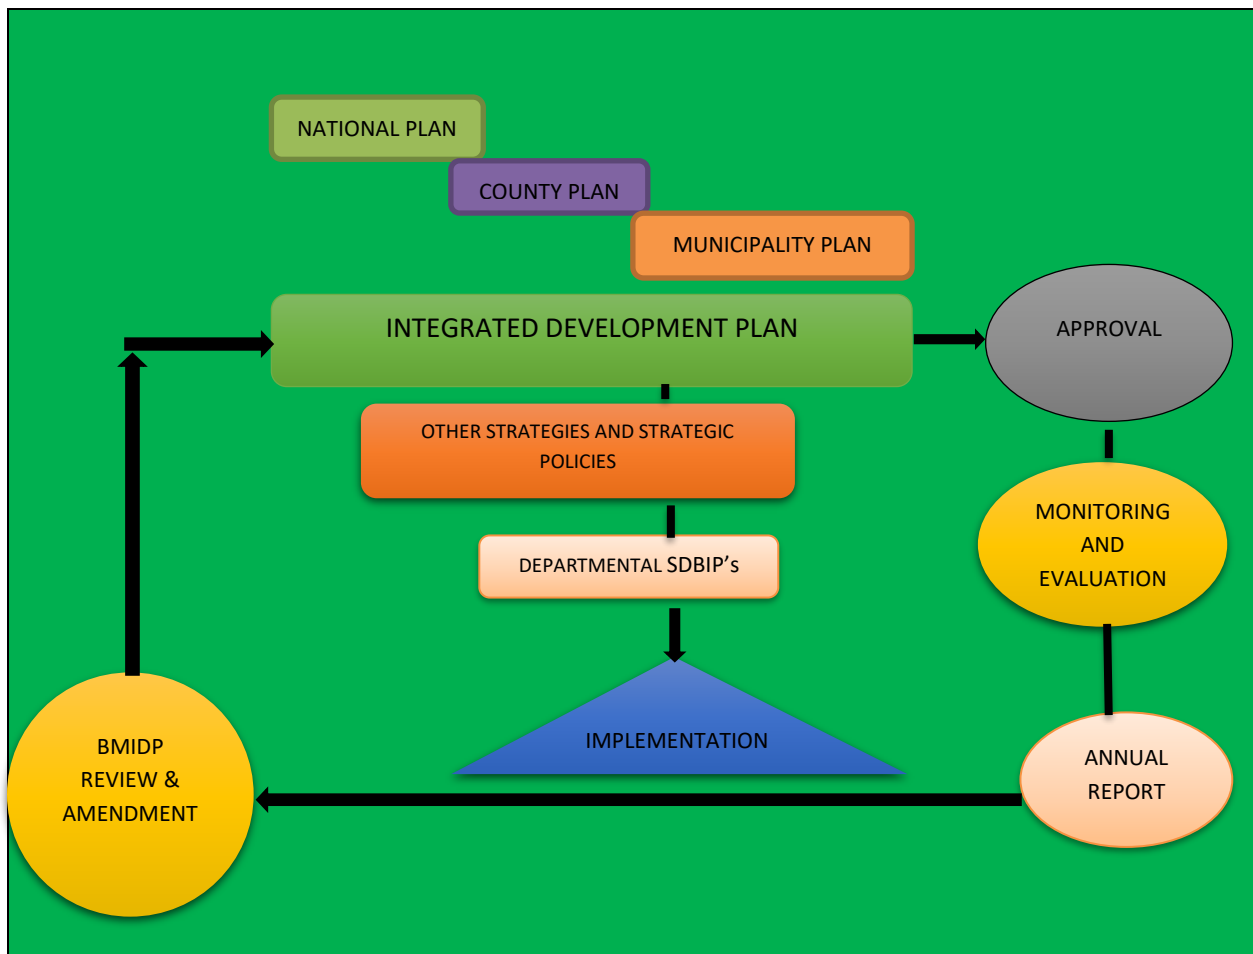 NATIONAL PLAN
COUNTY PLAN
MUNICIPALITY PLAN
INTEGRATED DEVELOPMENT PLAN
APPROVAL
OTHER STRATEGIES AND STRATEGIC
POLICIES
MONITORING
AND
EVALUATION
DEPARTMENTAL SDBIP's
IMPLEMENTATION
BMIDP
REVIEW &
AMENDMENT
ANNUAL
REPORT